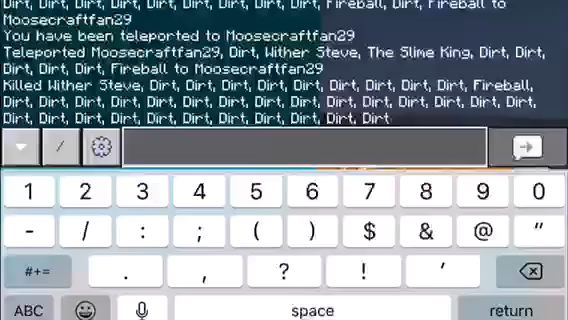 Dirt, Dirt, Dirt, Dirt, Dirt, Dirt, Dirt, Dirt, Dirt, Fireball, Dirt, Fireball to
Moosecraftfan29
You have been teleported to Moosecraftfan29
Teleported Moosecraftfan29, Dirt, Wither Steve, The Slime King, Dirt, Dirt,
Dirt, Dirt, Dirt, Fireball to Moosecraftfan29
Killed Wither Steve, Dirt, Dirt, Dirt, Dirt, Dirt, Dirt, Dirt, Dirt, Dirt, Fireball,
Dirt, Dirt, Dirt, Dirt, Dirt, Dirt, Dirt, Dirt, Dirt, Dirt, Dirt, Dirt, Dirt, Dirt,
Dirt, Dirt, Dirt, Dirt, Dirt, Dirt, Dirt, Dirt, Dirt, Dirt
/
1 2 3 4 5 6 7 8 9 0
- / : ; ( ) $ & @ "
#+= . , ? ! ’
ABC space return